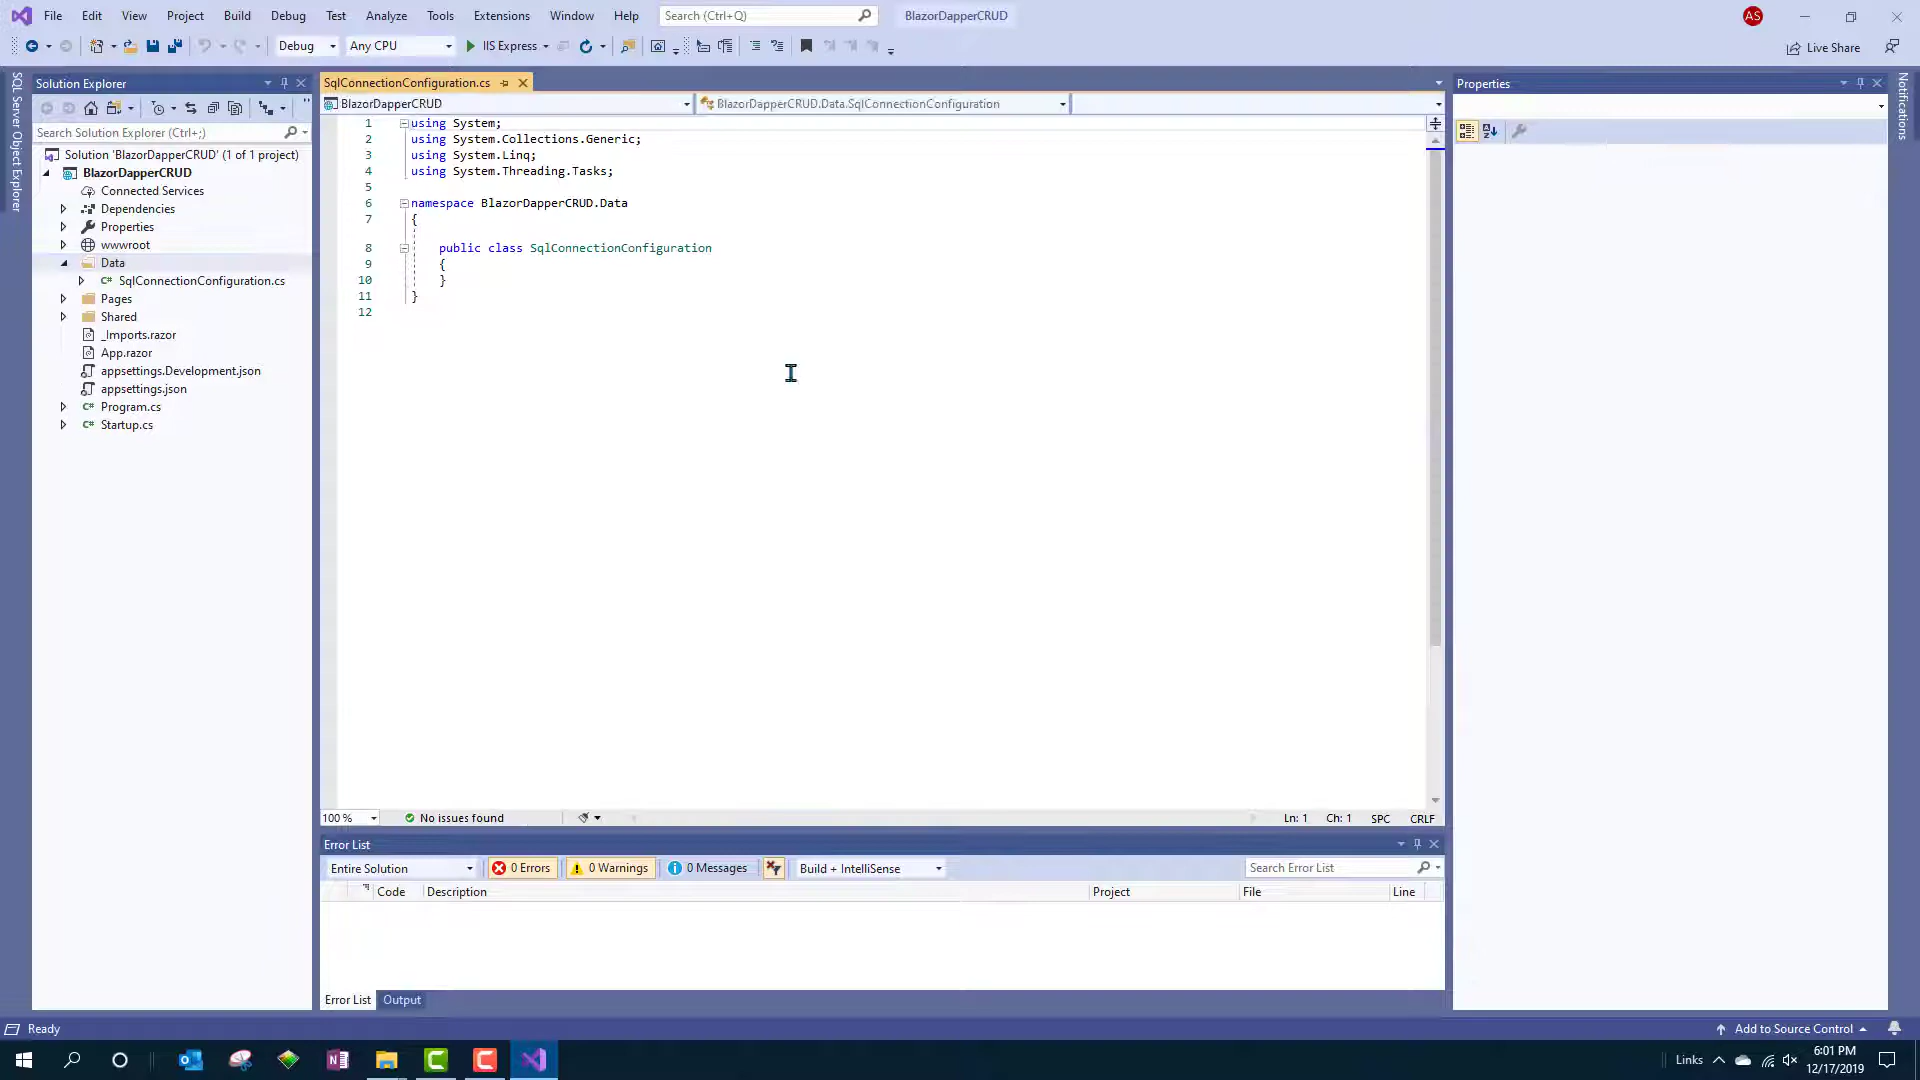 File Edit View Project Build Debug Test Analyze Tools Extensions Window Help Search (Ctrl+Q) BlazorDapperCRUD AS
Debug Any CPU IIS Express Live Share
SQL Server Object Explorer
Solution Explorer
Search Solution Explorer (Ctrl+;)
Solution 'BlazorDapperCRUD' (1 of 1 project)
BlazorDapperCRUD
Connected Services
Dependencies
Properties
wwwroot
Data
C# SqlConnectionConfiguration.cs
Pages
Shared
_Imports.razor
App.razor
appsettings.Development.json
appsettings.json
C# Program.cs
C# Startup.cs
SqlConnectionConfiguration.cs
BlazorDapperCRUD BlazorDapperCRUD.Data.SqlConnectionConfiguration
1 using System;
2 using System.Collections.Generic;
3 using System.Linq;
4 using System.Threading.Tasks;
5
6 namespace BlazorDapperCRUD.Data
7 {
8 public class SqlConnectionConfiguration
9 {
10 }
11 }
12
100 % No issues found Ln: 1 Ch: 1 SPC CRLF
Error List
Entire Solution 0 Errors 0 Warnings 0 Messages Build + IntelliSense Search Error List
Code Description Project File Line
Error List Output
Properties
Notifications
Ready Add to Source Control
Links 6:01 PM
12/17/2019